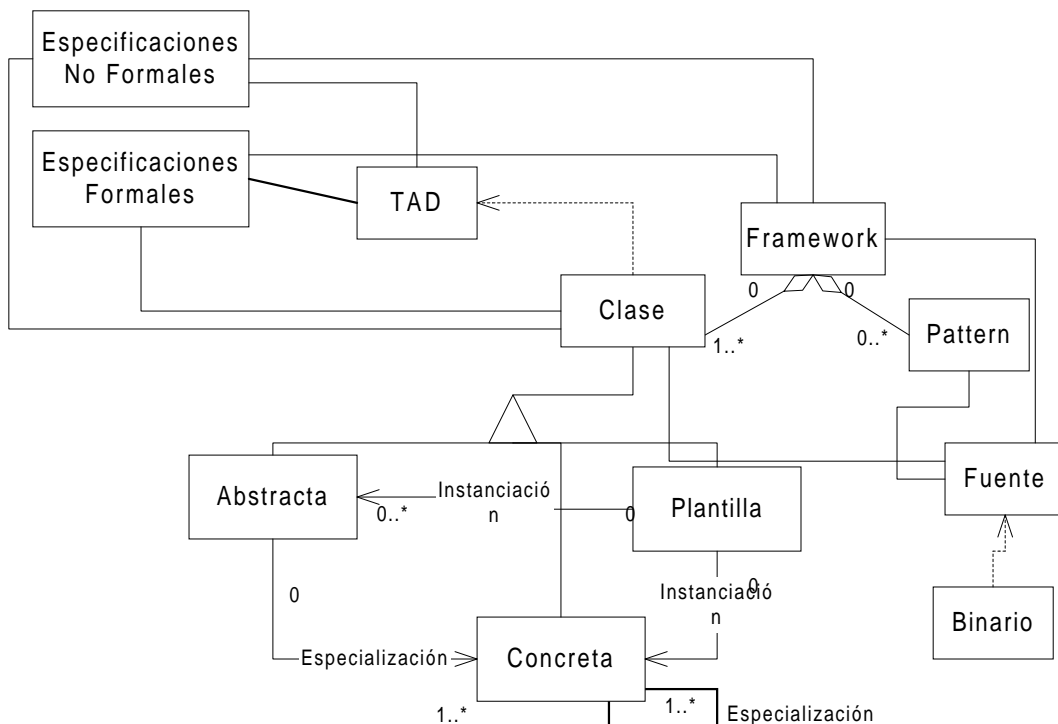 Especificaciones
No Formales
Especificaciones
Formales
TAD
Framework
0
0
Clase
1..*
0..*
Pattern
Abstracta
Instanciació
n
0..*
0
Plantilla
Fuente
0
0
Instanciació
n
Binario
Especialización
Concreta
1..*
1..*
Especialización